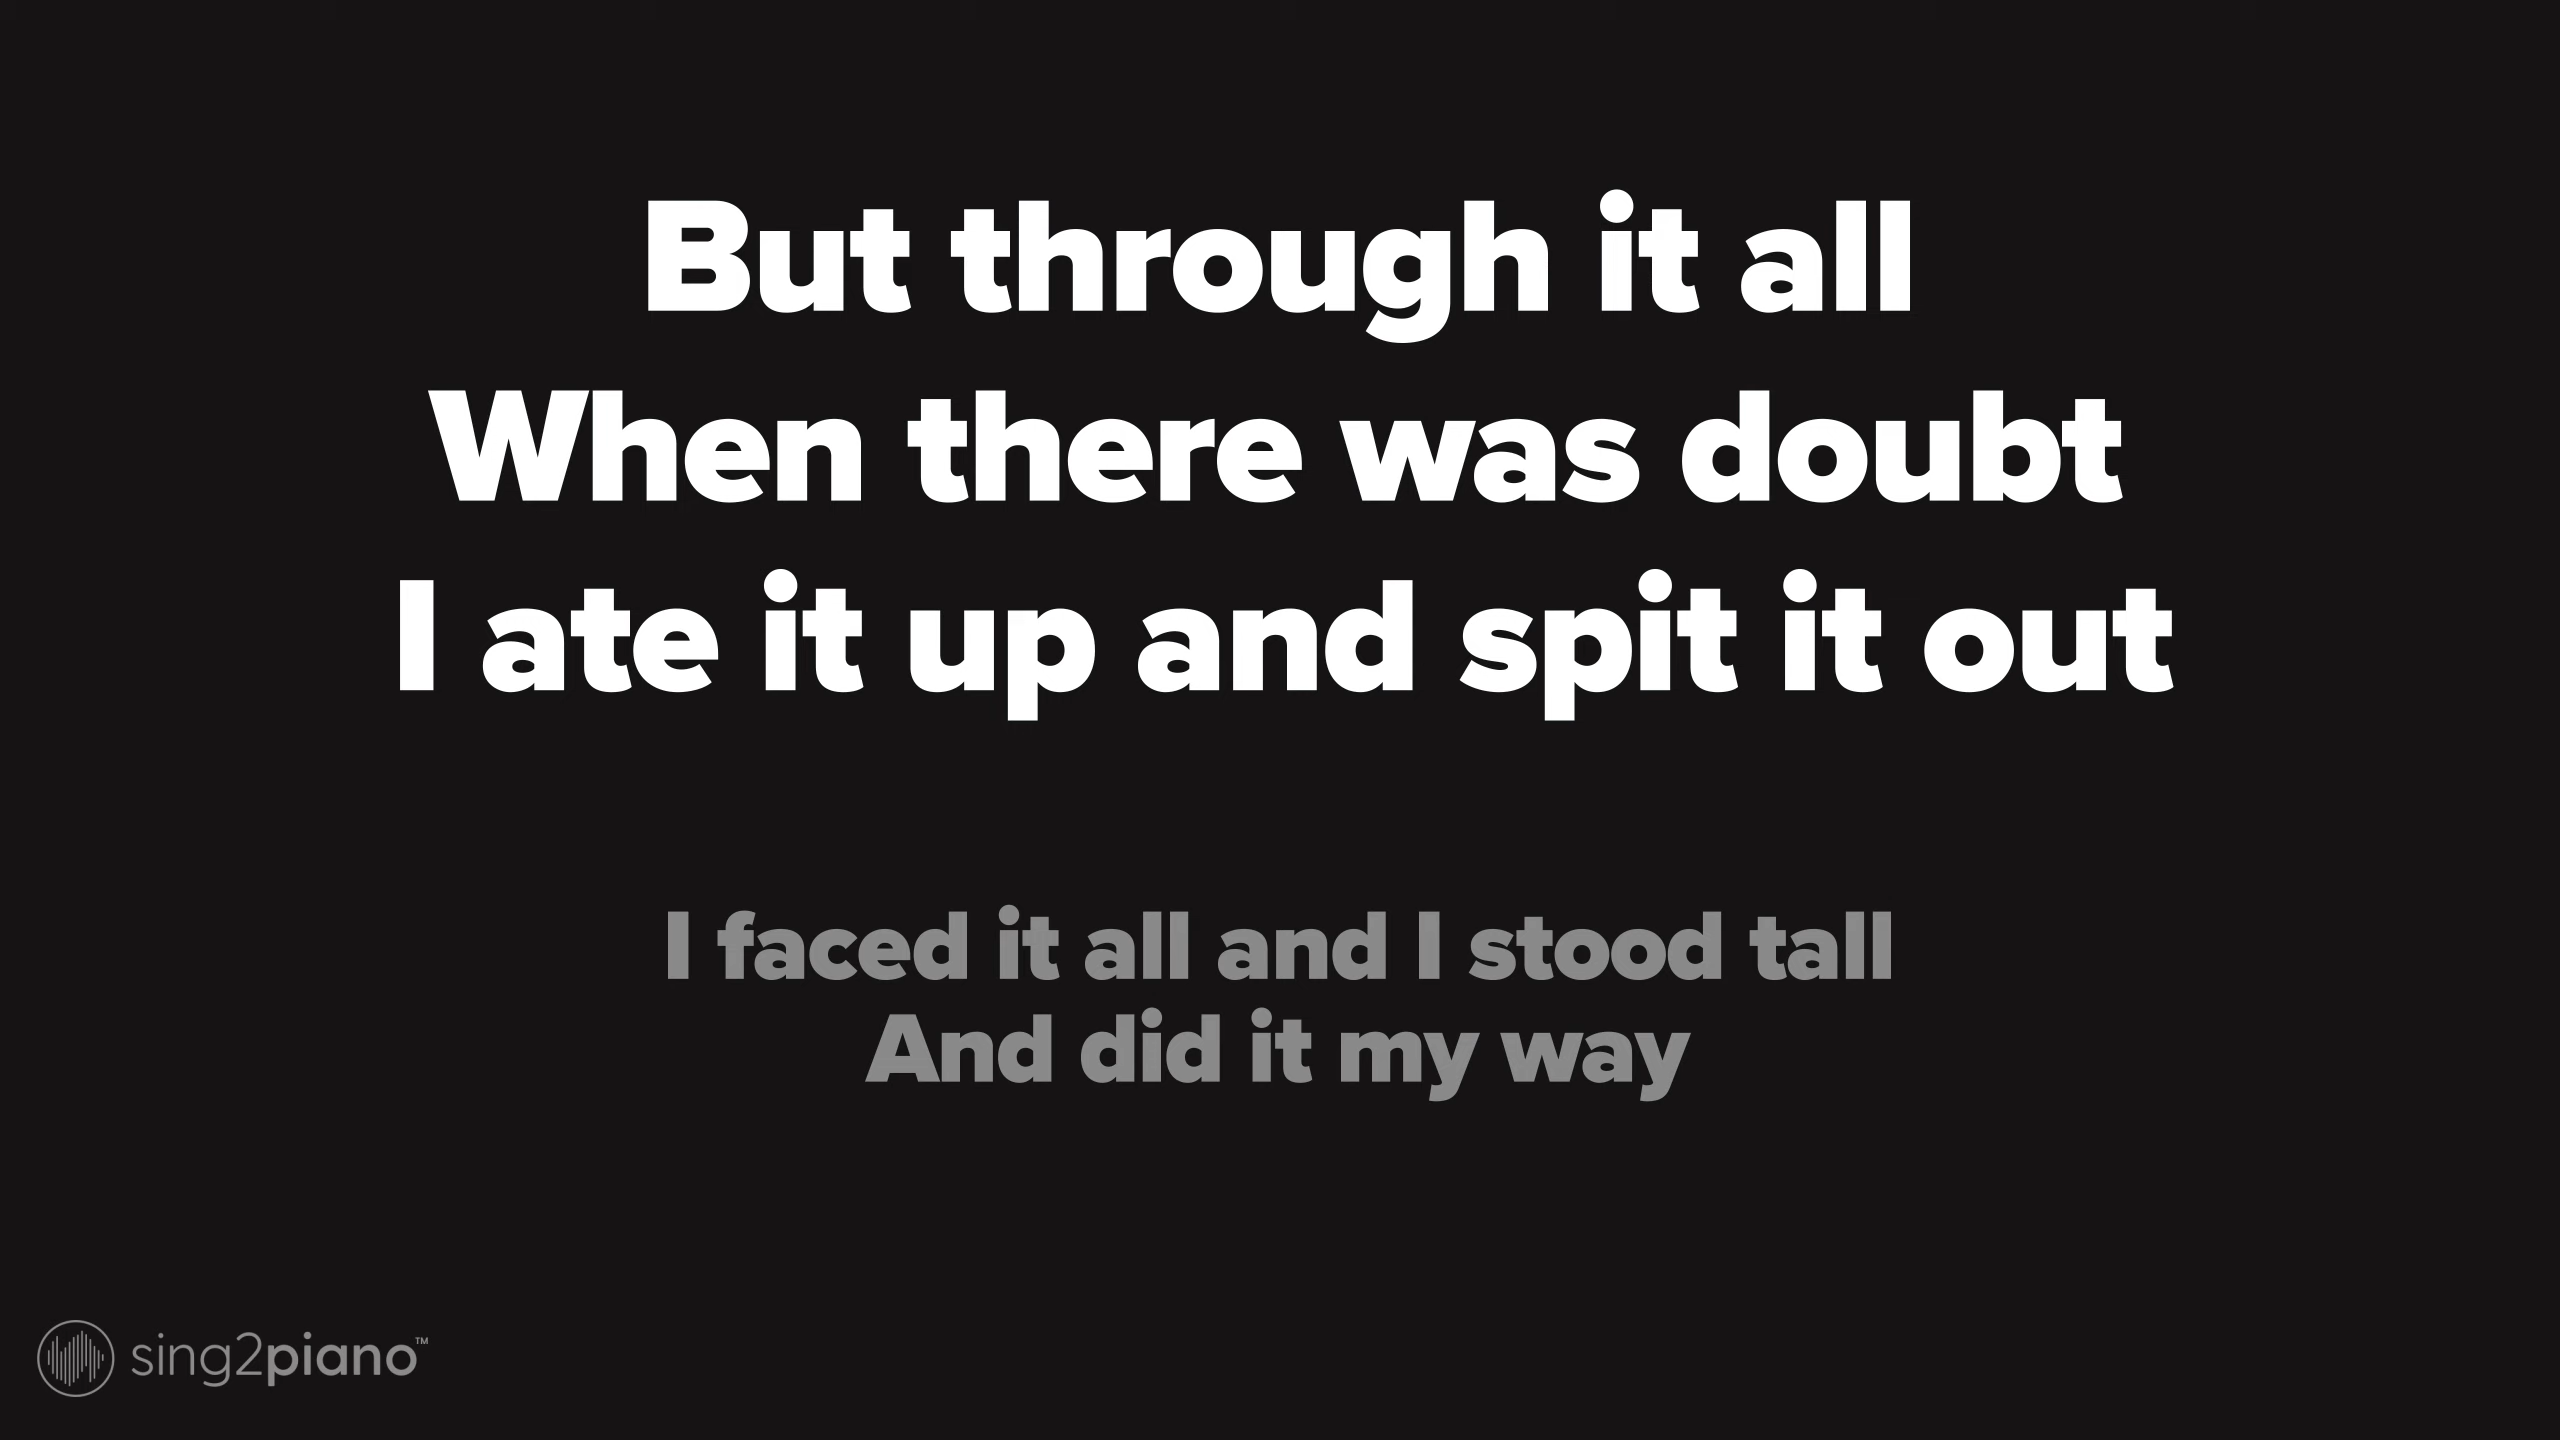 But through it all
When there was doubt
I ate it up and spit it out
I faced it all and I stood tall
And did it my way
sing2piano™